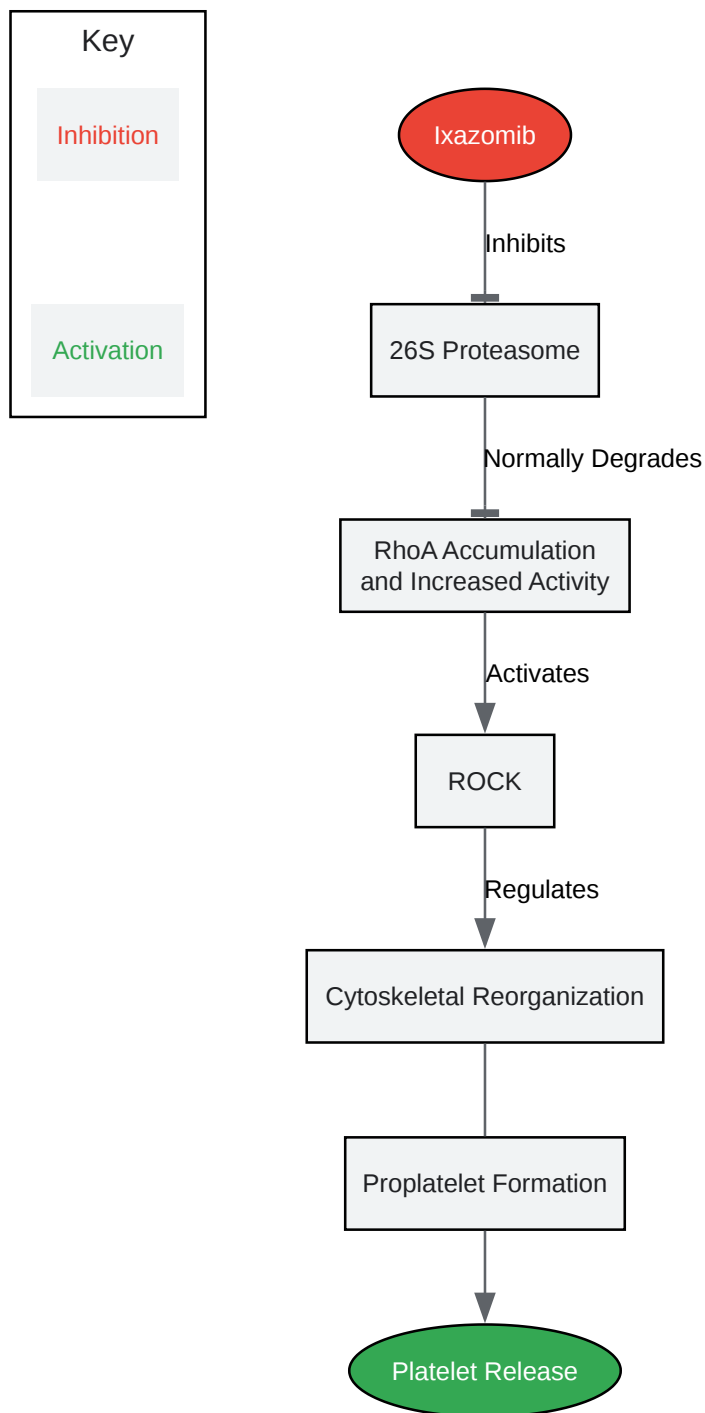 Key
Inhibition
Activation
Ixazomib
Inhibits
26S Proteasome
Normally Degrades
RhoA Accumulation
and Increased Activity
Activates
ROCK
Regulates
Cytoskeletal Reorganization
Proplatelet Formation
Platelet Release